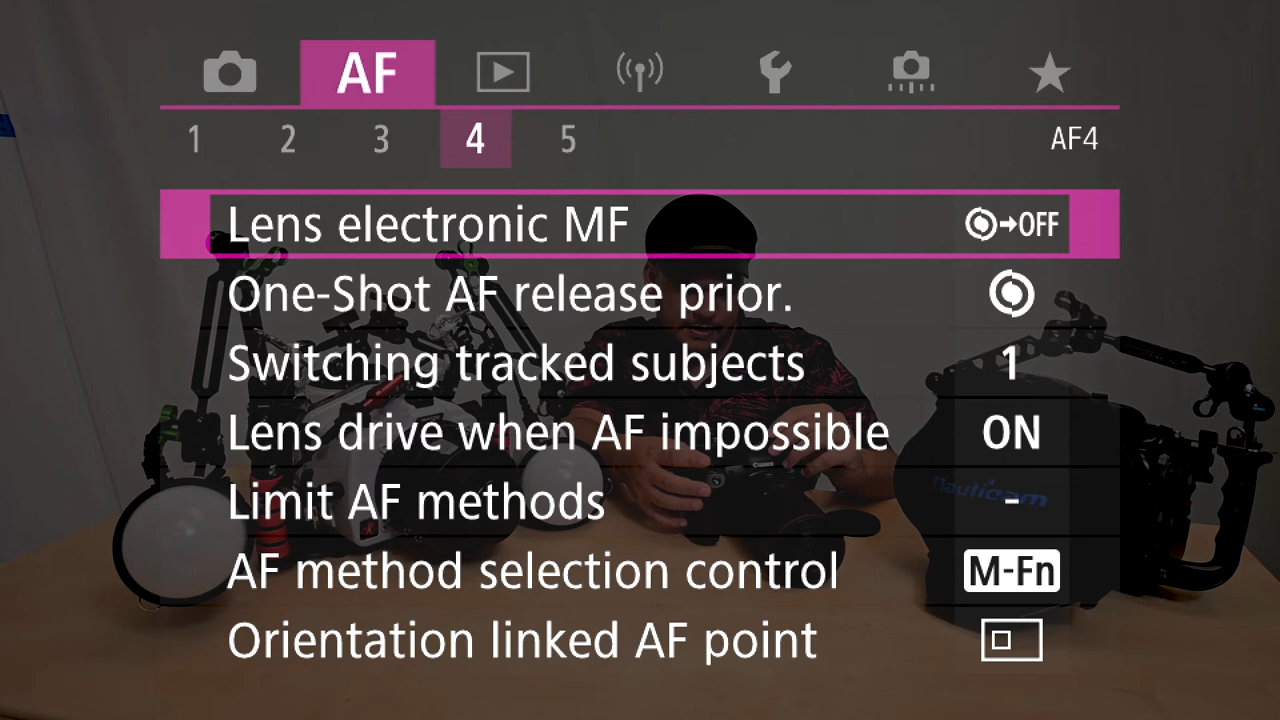 AF
1 2 3 4 5 AF4
Lens electronic MF →OFF
One-Shot AF release prior.
Switching tracked subjects 1
Lens drive when AF impossible ON
Limit AF methods -
AF method selection control M-Fn
Orientation linked AF point
nauticam